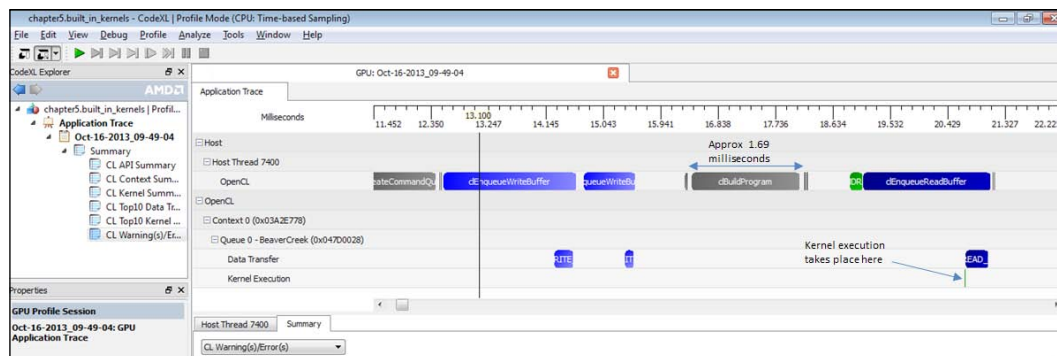 chapter5.built_in_kernels - CodeXL | Profile Mode (CPU: Time-based Sampling)
File Edit View Debug Profile Analyze Tools Window Help
CodeXL Explorer
AMD
chapter5.built_in_kernels | Profil...
Application Trace
Oct-16-2013_09-49-04
Summary
CL API Summary
CL Context Sum...
CL Kernel Summ...
CL Top10 Data Tr...
CL Top10 Kernel ...
CL Warning(s)/Er...
Properties
GPU Profile Session
Oct-16-2013_09-49-04: GPU
Application Trace
GPU: Oct-16-2013_09-49-04
Application Trace
Milliseconds
13.100
11.452 12.350 13.247 14.145 15.043 15.941 16.838 17.736 18.634 19.532 20.429 21.327 22.225
Host
Host Thread 7400
Approx 1.69
milliseconds
OpenCL
eateCommandQu clEnqueueWriteBuffer queueWriteBu clBuildProgram DR clEnqueueReadBuffer
OpenCL
Context 0 (0x03A2E778)
Queue 0 - BeaverCreek (0x047D0028)
Kernel execution
takes place here
Data Transfer
RITE IT EAD_
Kernel Execution
Host Thread 7400 Summary
CL Warning(s)/Error(s)